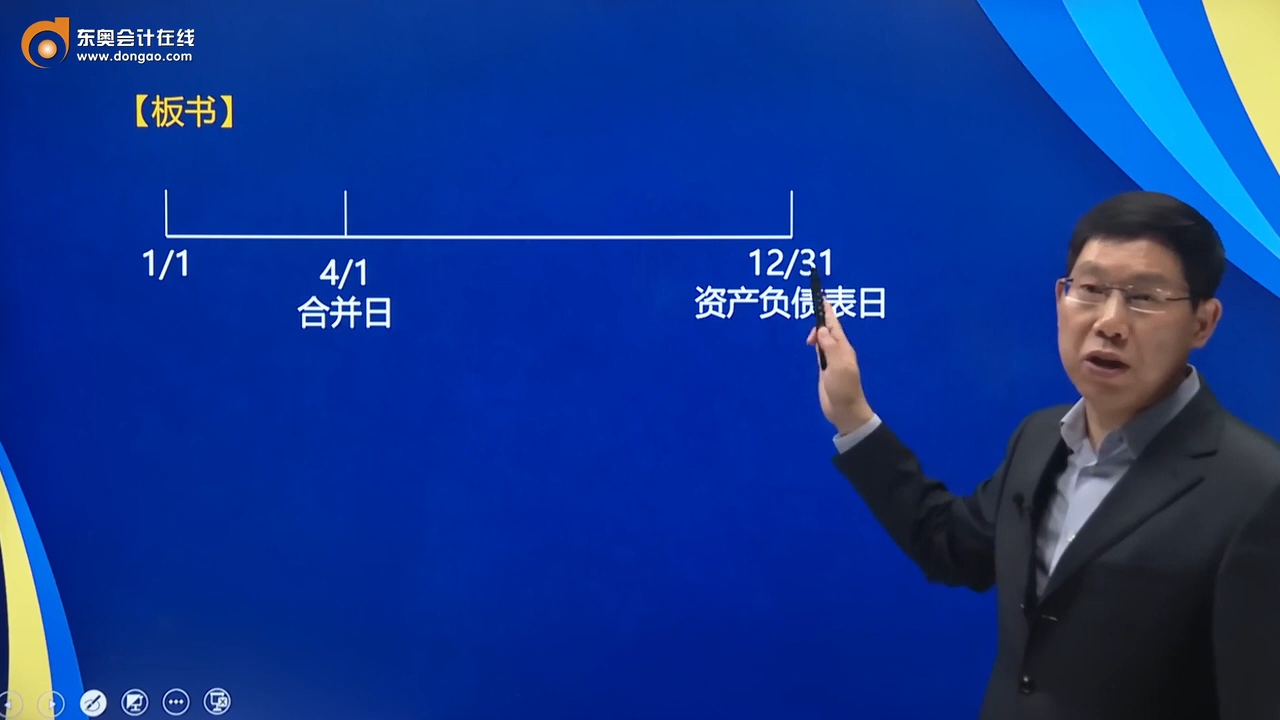 东奥会计在线
www.dongao.com
【板书】
1/1
4/1
12/31
合并日
资产负债表日